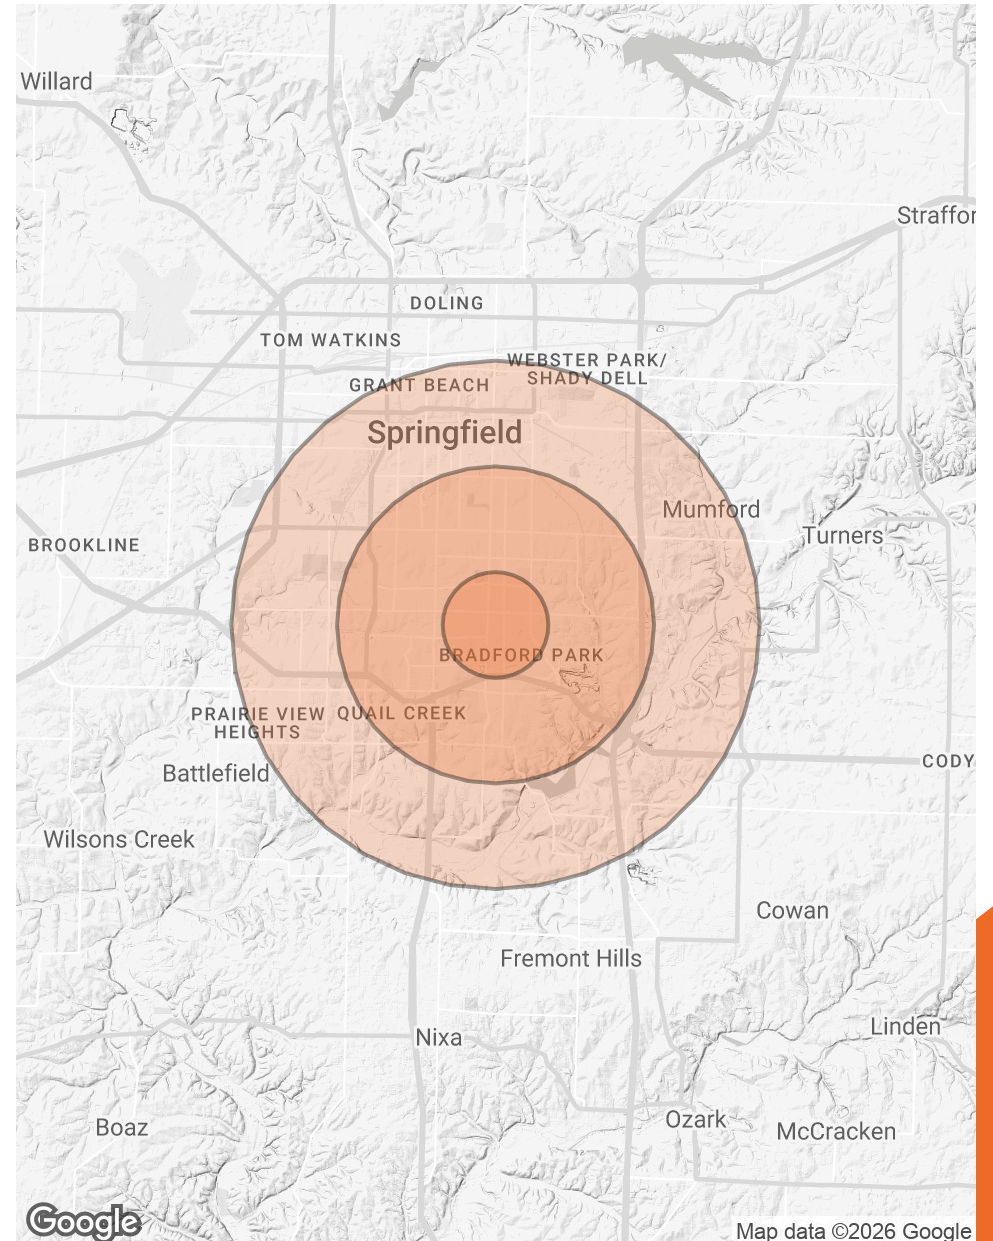 Willard
Straffor
DOLING
TOM WATKINS
WEBSTER PARK/
SHADY DELL
GRANT BEACH
Springfield
Mumford
Turners
BROOKLINE
BRADFORD PARK
PRAIRIE VIEW
HEIGHTS
QUAIL CREEK
CODY
Battlefield
Wilsons Creek
Cowan
Fremont Hills
Linden
Nixa
Ozark
Boaz
McCracken
Google
Map data ©2026 Google